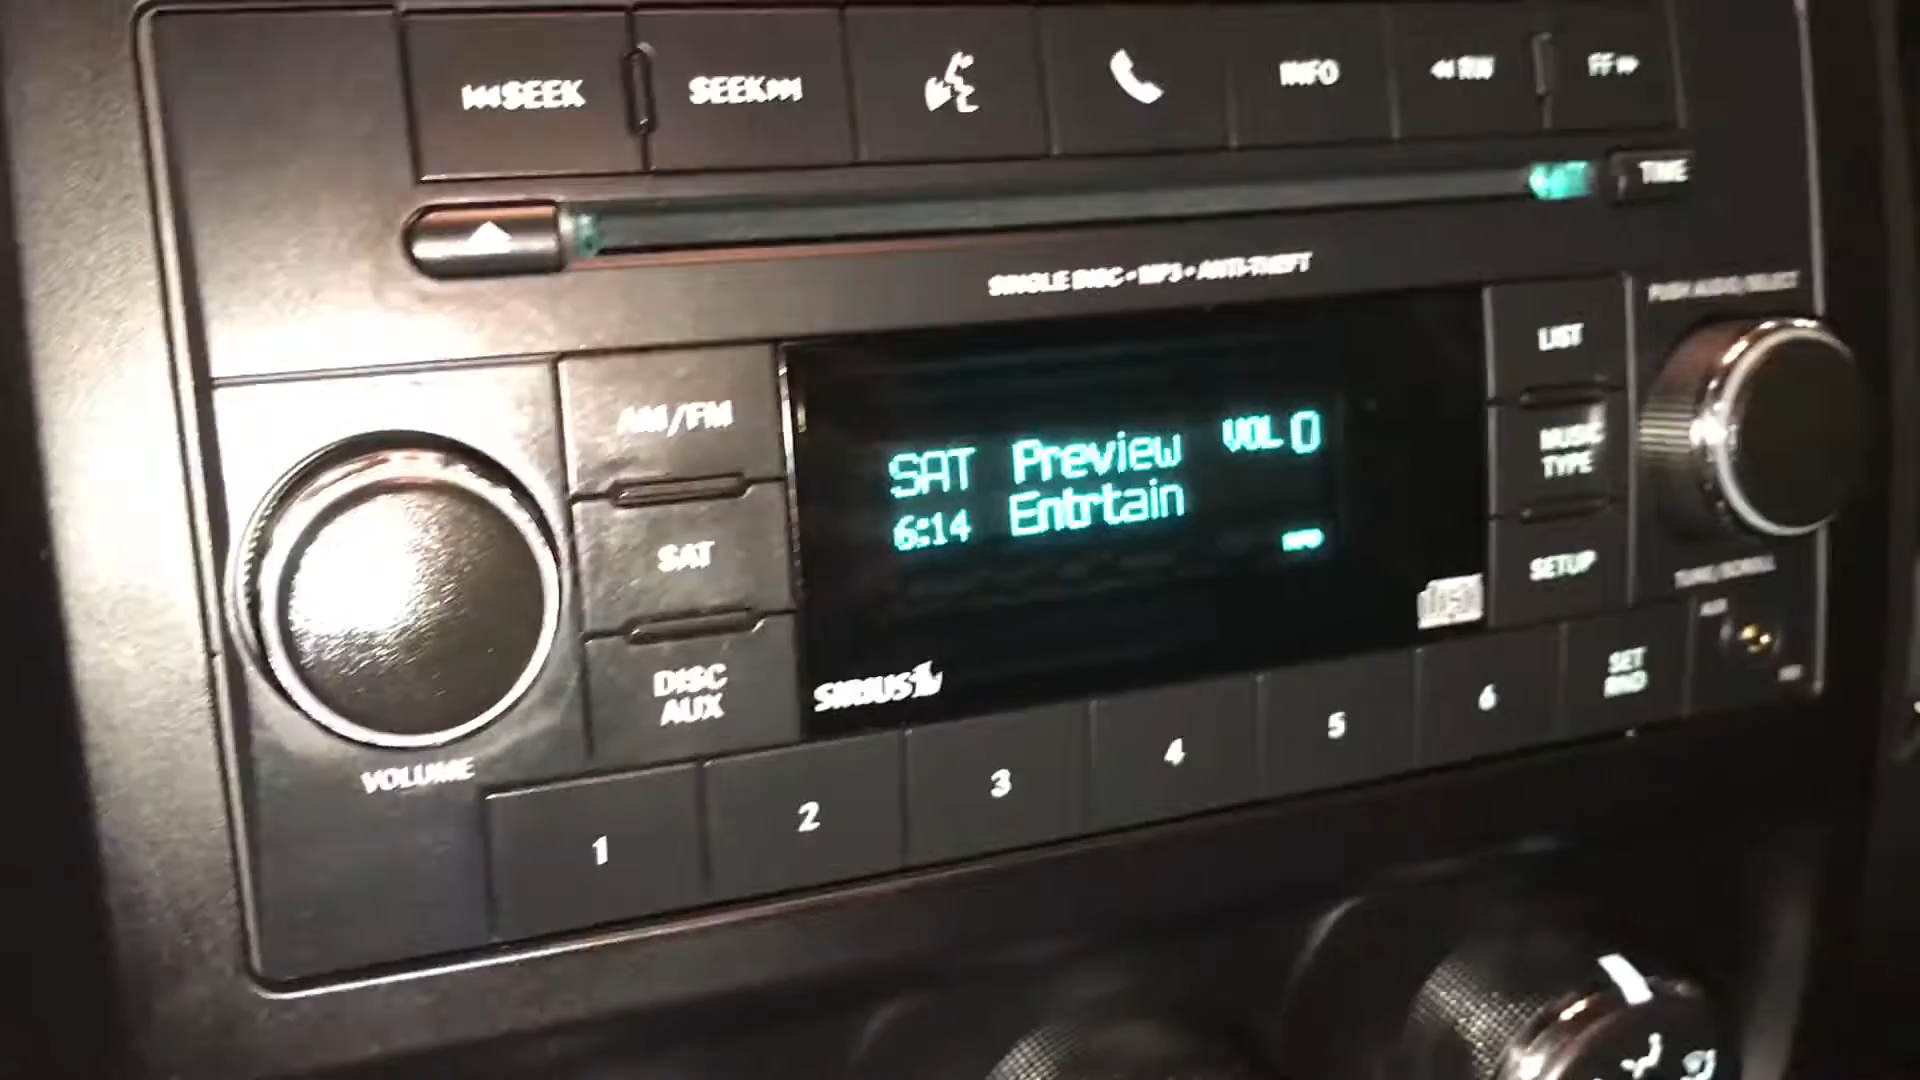 SEEK SEEK INFO RW FF
TIME
SINGLE DISC • MP3 • ANTI-THEFT
PUSH AUDIO/SELECT
LIST
AM/FM
SAT Preview VOL 0
6:14 Entrtain
INFO
MUSIC
TYPE
SAT
SETUP
TUNE/SCROLL
DISC
AUX
SIRIUS
disc
AUX
SET
RND
VOLUME
1 2 3 4 5 6